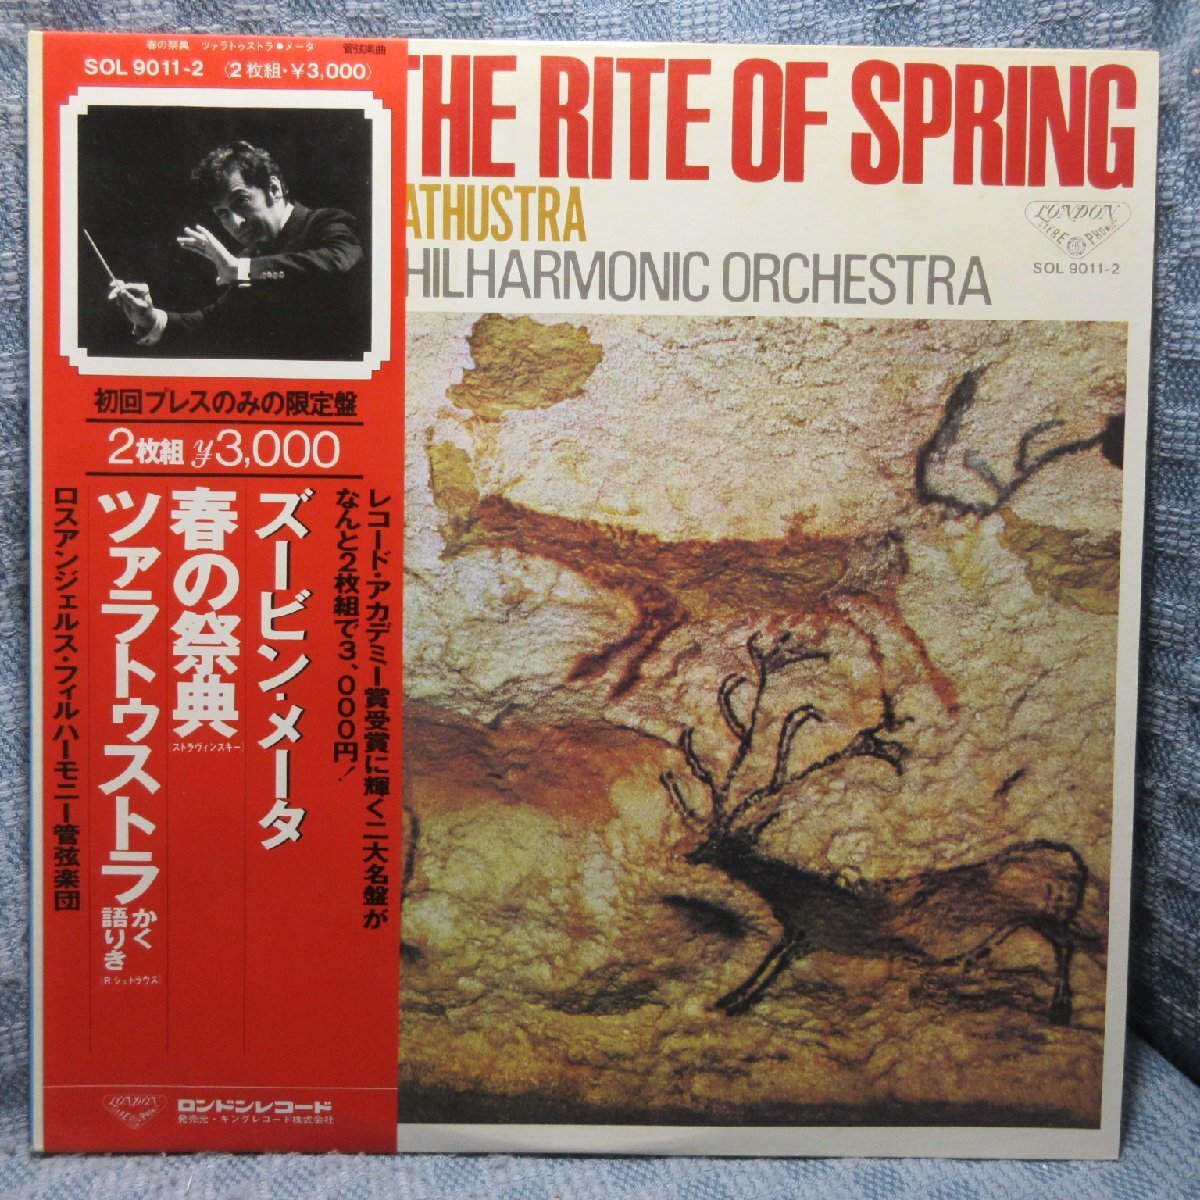 春の祭典 ツァラトゥストラ●メータ 管弦楽曲
SOL 9011-2 〈2枚組・¥3,000〉
初回プレスのみの限定盤
2枚組 ¥3,000
レコード・アカデミー賞受賞に輝く二大名盤が
なんと2枚組で3、000円!
ズービン・メータ
春の祭典
[ストラヴィンスキー]
ツァラトゥストラ
かく
語りき
[R.シュトラウス]
ロスアンジェルス・フィルハーモニー管弦楽団
LONDON
ロンドンレコード
発売元・キングレコード株式会社
THE RITE OF SPRING
ATHUSTRA
HILHARMONIC ORCHESTRA
LONDON
STEREO PHONIC
SOL 9011-2